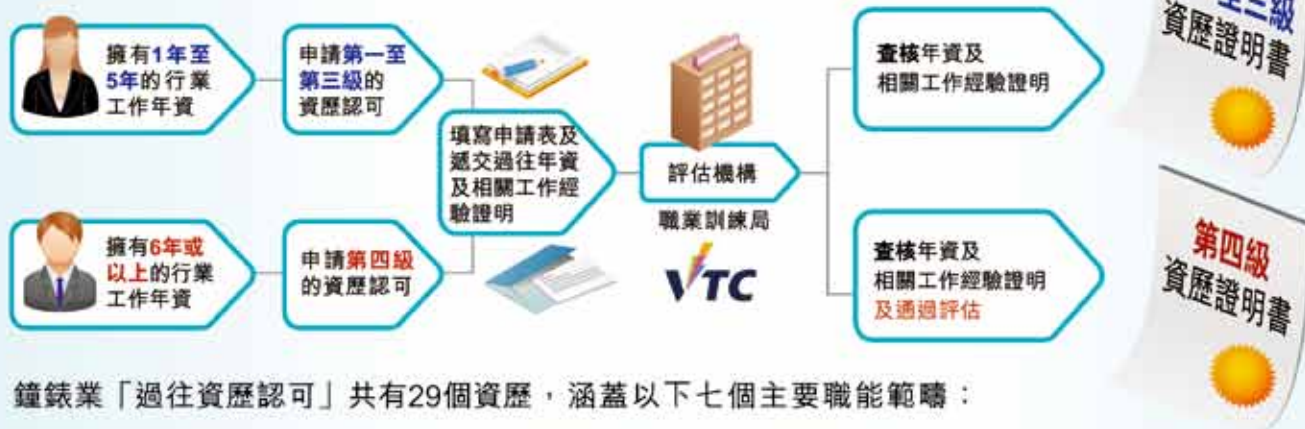 擁有1年至
5年的行業
工作年資
申請第一至
第三級的
資歷認可
填寫申請表及
遞交過往年資
及相關工作經
驗證明
評估機構
職業訓練局
VTC
查核年資及
相關工作經驗證明
三級
資歷證明書
擁有6年或
以上的行業
工作年資
申請第四級
的資歷認可
查核年資及
相關工作經驗證明
及通過評估
第四級
資歷證明書
鐘錶業「過往資歷認可」共有29個資歷,涵蓋以下七個主要職能範疇: